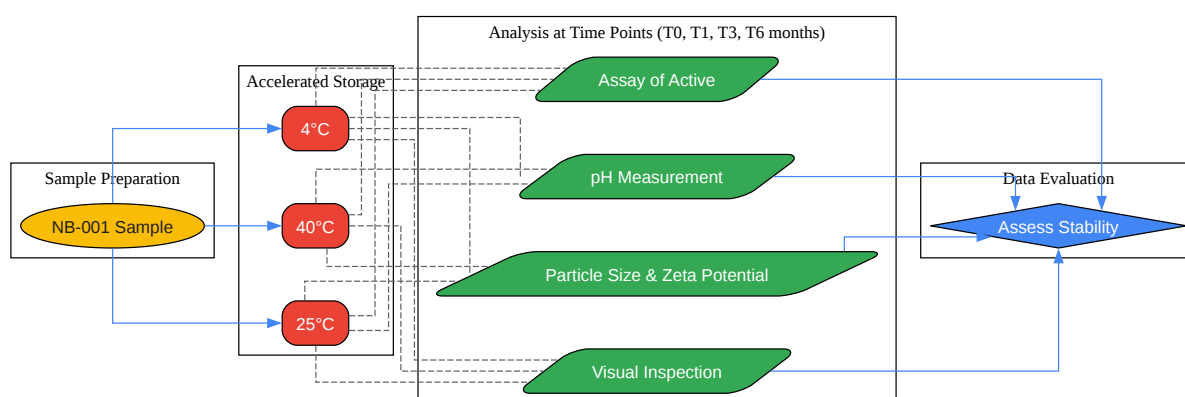 Sample Preparation
NB-001 Sample
Accelerated Storage
4°C
40°C
25°C
Analysis at Time Points (T0, T1, T3, T6 months)
Assay of Active
pH Measurement
Particle Size & Zeta Potential
Visual Inspection
Data Evaluation
Assess Stability